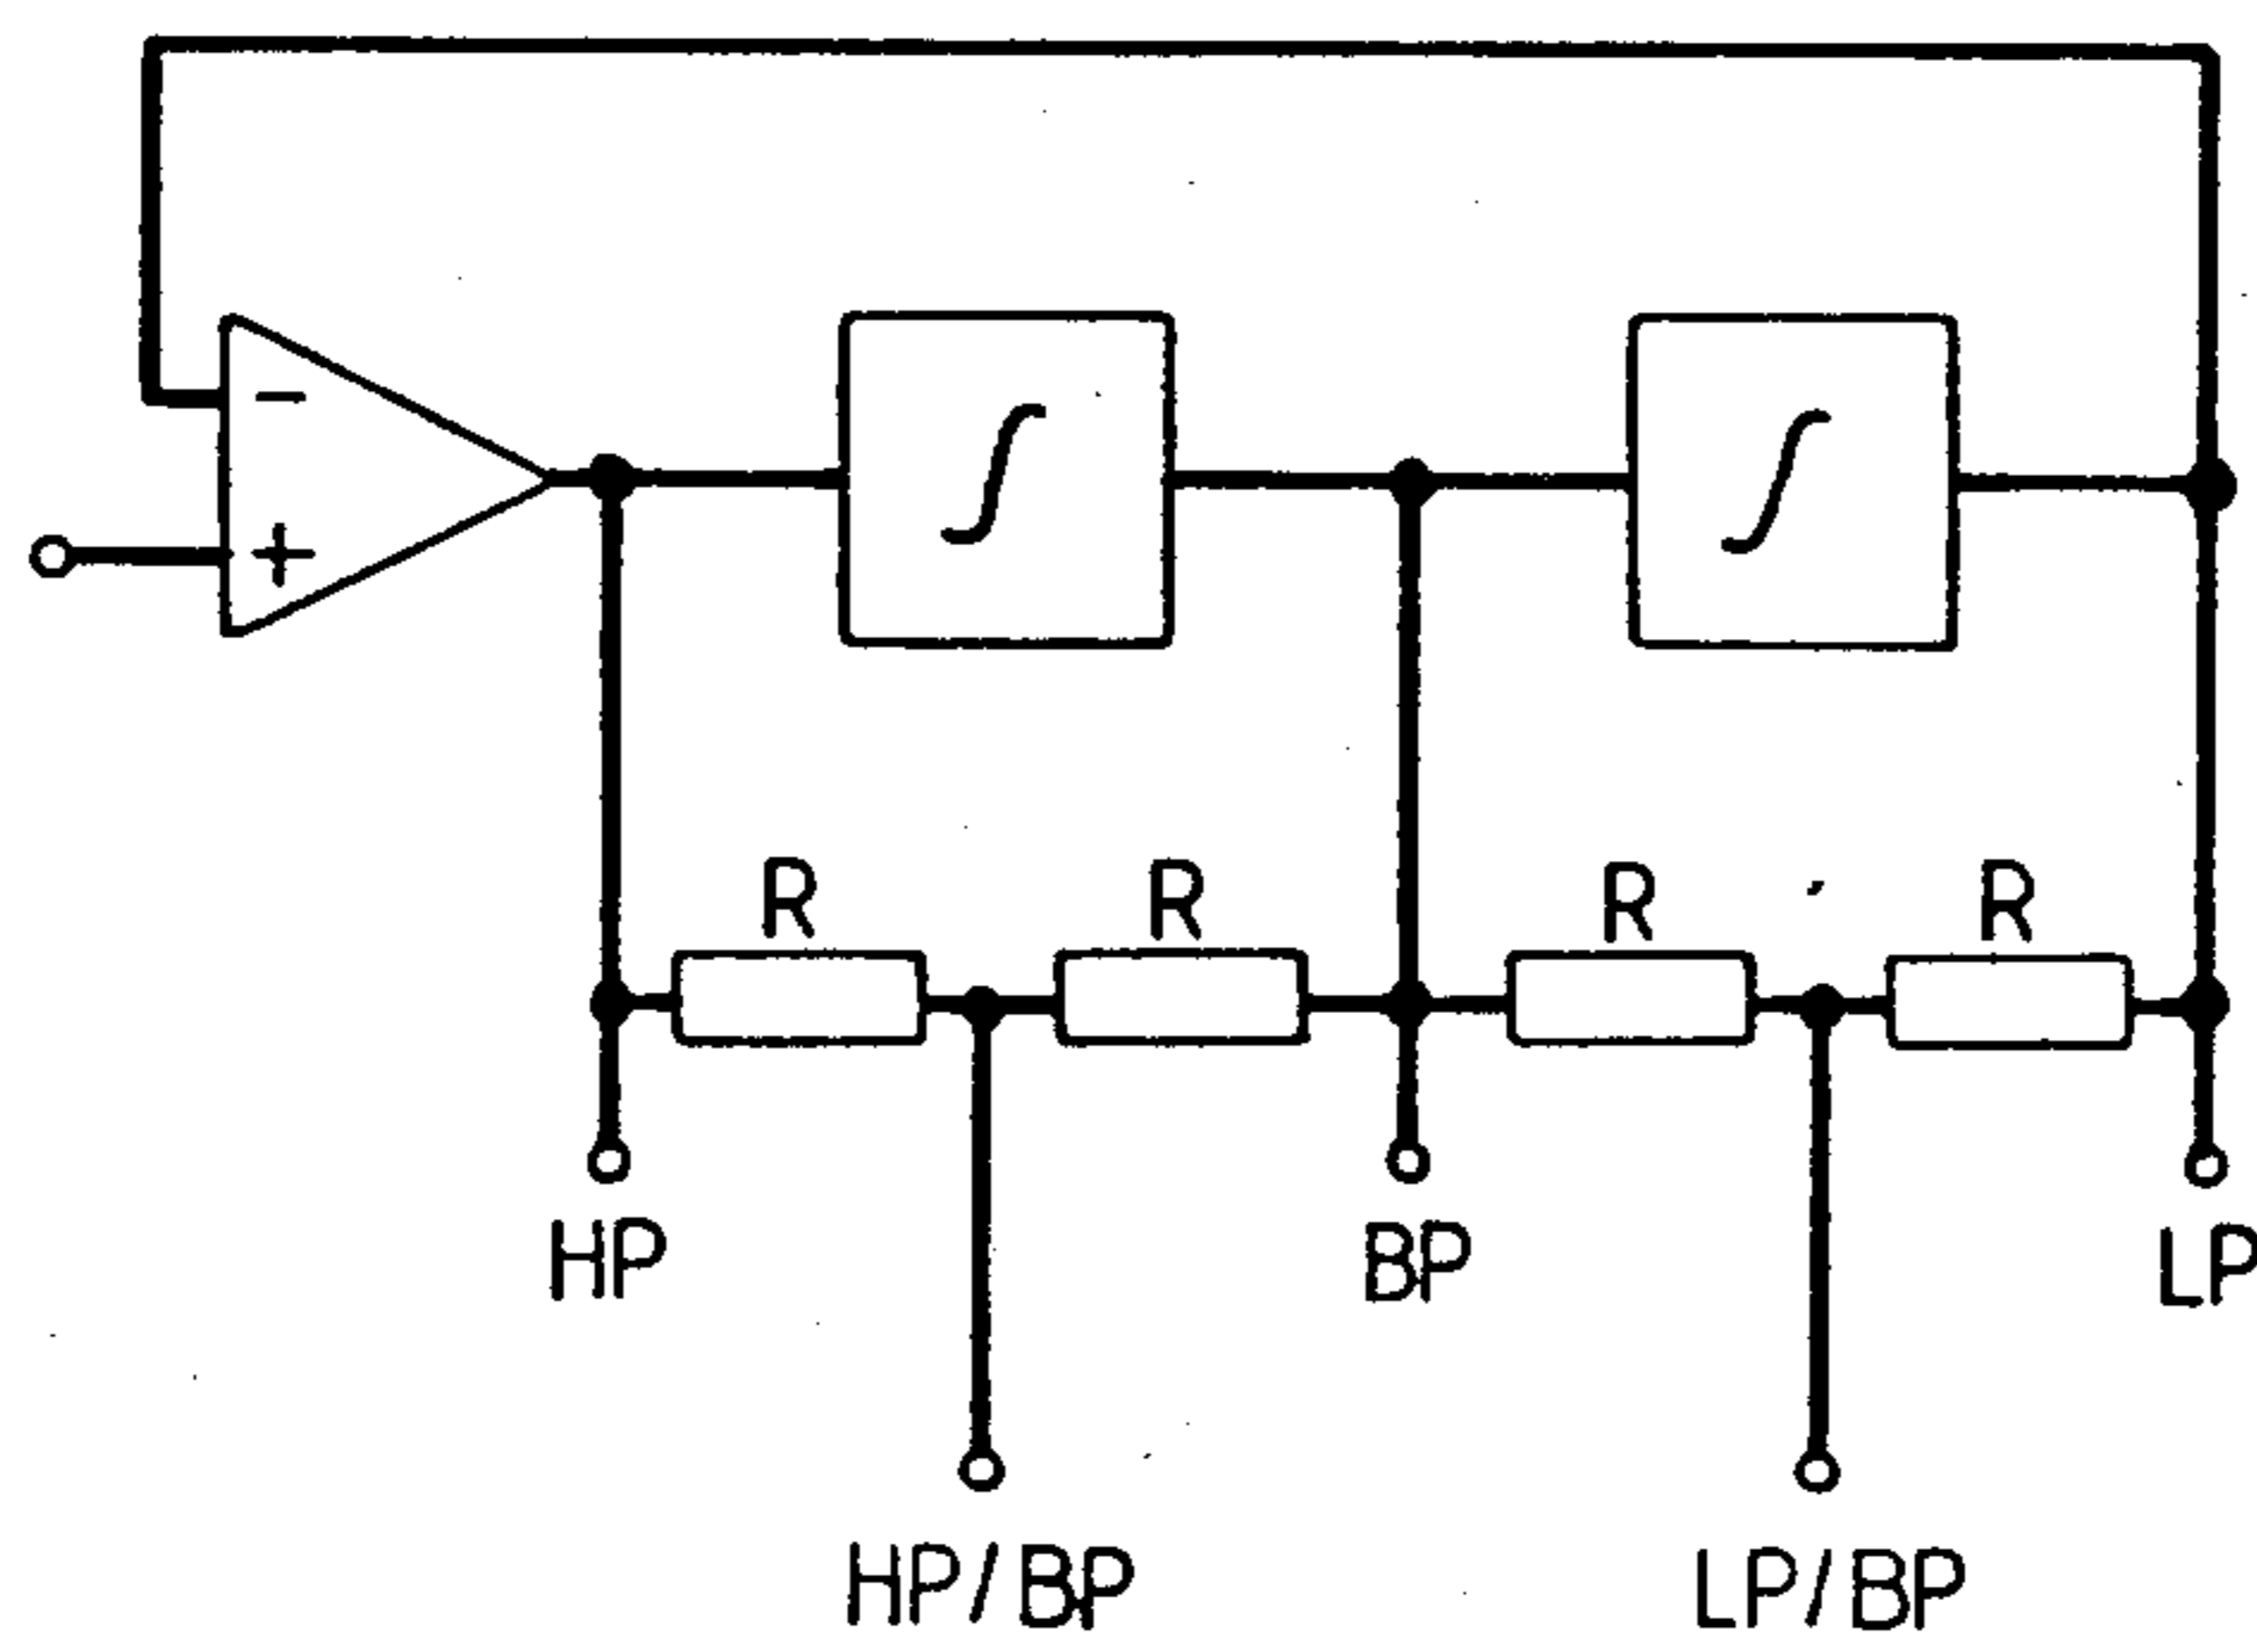 −
+
∫ ∫
R R R R
HP BP LP
HP/BP LP/BP